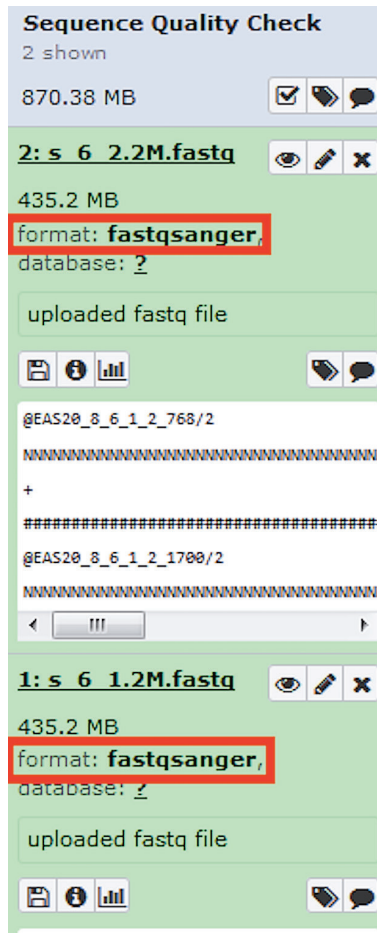 Sequence Quality Check
2 shown
870.38 MB
2: s_6_2.2M.fastq
435.2 MB
format: fastqsanger,
database: ?
uploaded fastq file
@EAS20_8_6_1_2_768/2
NNNNNNNNNNNNNNNNNNNNNNNNNNNNNNNNNNNNNN
+
######################################
@EAS20_8_6_1_2_1700/2
NNNNNNNNNNNNNNNNNNNNNNNNNNNNNNNNNNNNNN
1: s_6_1.2M.fastq
435.2 MB
format: fastqsanger,
database: ?
uploaded fastq file